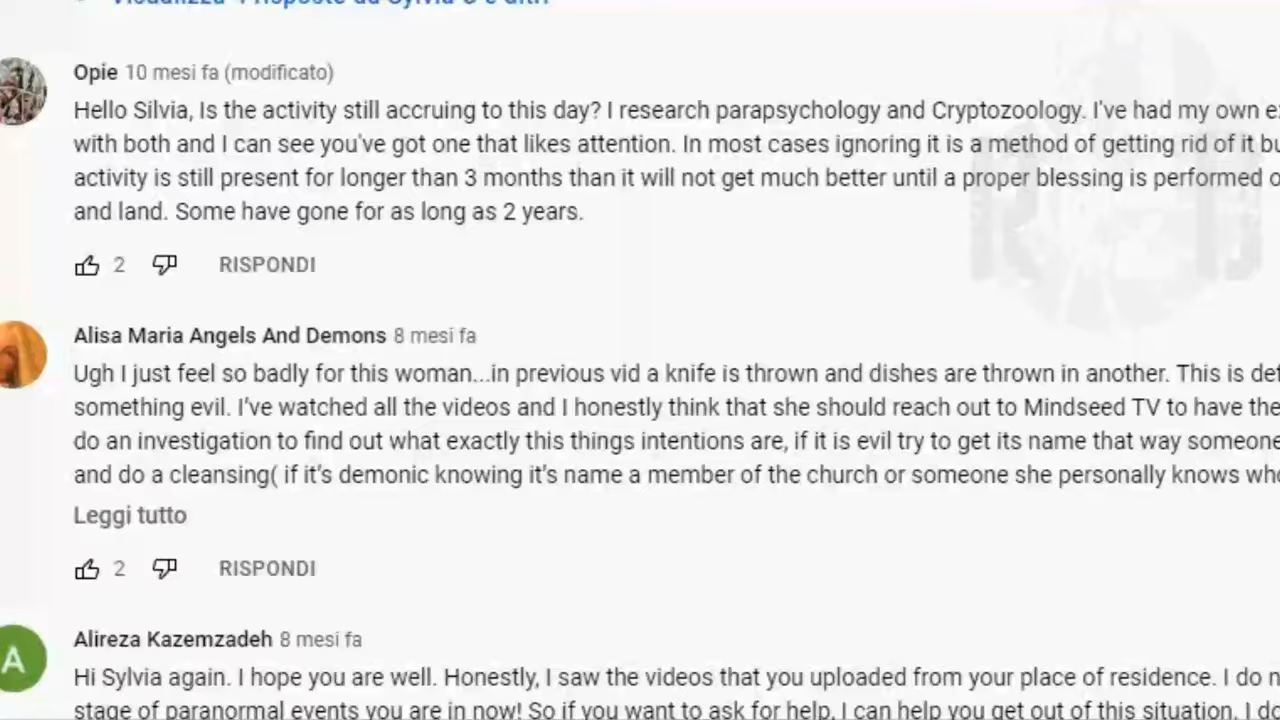 Visualizza 4 risposte da Sylvia C e altri
Opie 10 mesi fa (modificato)
Hello Silvia, Is the activity still accruing to this day? I research parapsychology and Cryptozoology. I've had my own
with both and I can see you've got one that likes attention. In most cases ignoring it is a method of getting rid of it
activity is still present for longer than 3 months than it will not get much better until a proper blessing is performed
and land. Some have gone for as long as 2 years.
2 RISPONDI
Alisa Maria Angels And Demons 8 mesi fa
Ugh I just feel so badly for this woman...in previous vid a knife is thrown and dishes are thrown in another. This is
something evil. I've watched all the videos and I honestly think that she should reach out to Mindseed TV to have the
do an investigation to find out what exactly this things intentions are, if it is evil try to get its name that way someone
and do a cleansing( if it's demonic knowing it's name a member of the church or someone she personally knows
Leggi tutto
2 RISPONDI
A
Alireza Kazemzadeh 8 mesi fa
Hi Sylvia again. I hope you are well. Honestly, I saw the videos that you uploaded from your place of residence. I do
stage of paranormal events you are in now! So if you want to ask for help, I can help you get out of this situation. I do